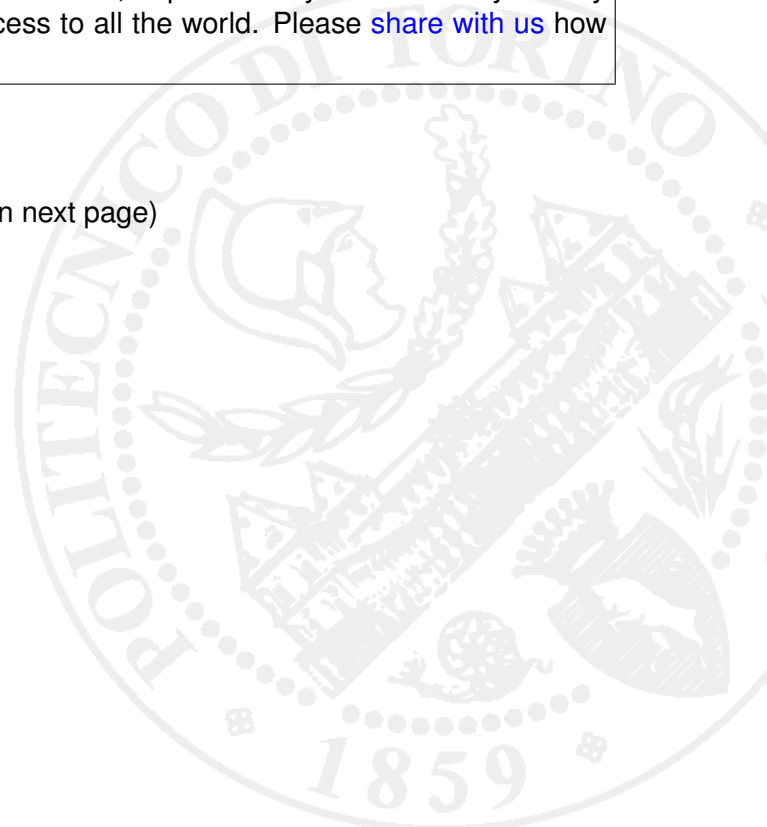 cess to all the world. Please share with us how
n next page)
POLITECNICO DI TORINO
1859